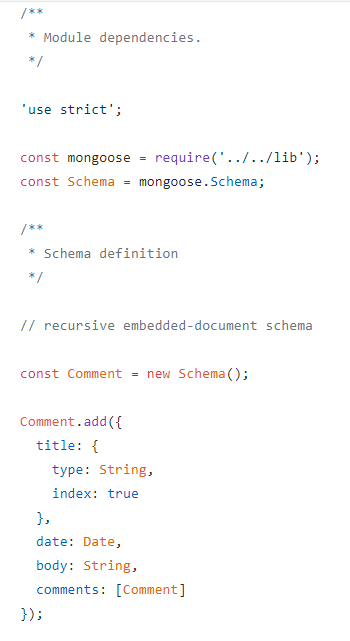 /**
 * Module dependencies.
 */

'use strict';

const mongoose = require('../../lib');
const Schema = mongoose.Schema;

/**
 * Schema definition
 */

// recursive embedded-document schema

const Comment = new Schema();

Comment.add({
  title: {
    type: String,
    index: true
  },
  date: Date,
  body: String,
  comments: [Comment]
});